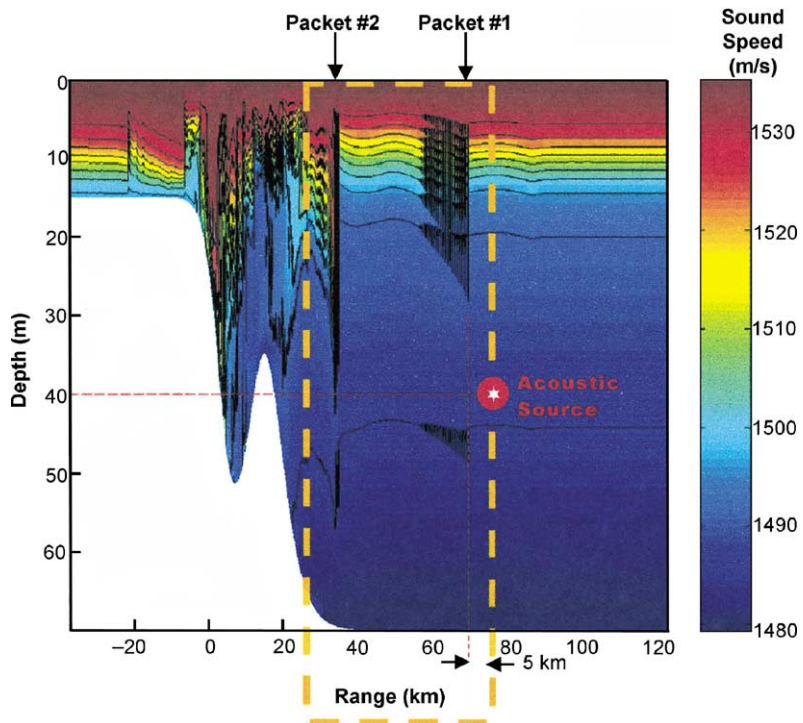 Packet #2 Packet #1
Sound
Speed
(m/s)
0
10
20
30
40
50
60
Depth (m)
Acoustic
Source
–20 0 20 40 60 80 100 120
5 km
Range (km)
1530
1520
1510
1500
1490
1480